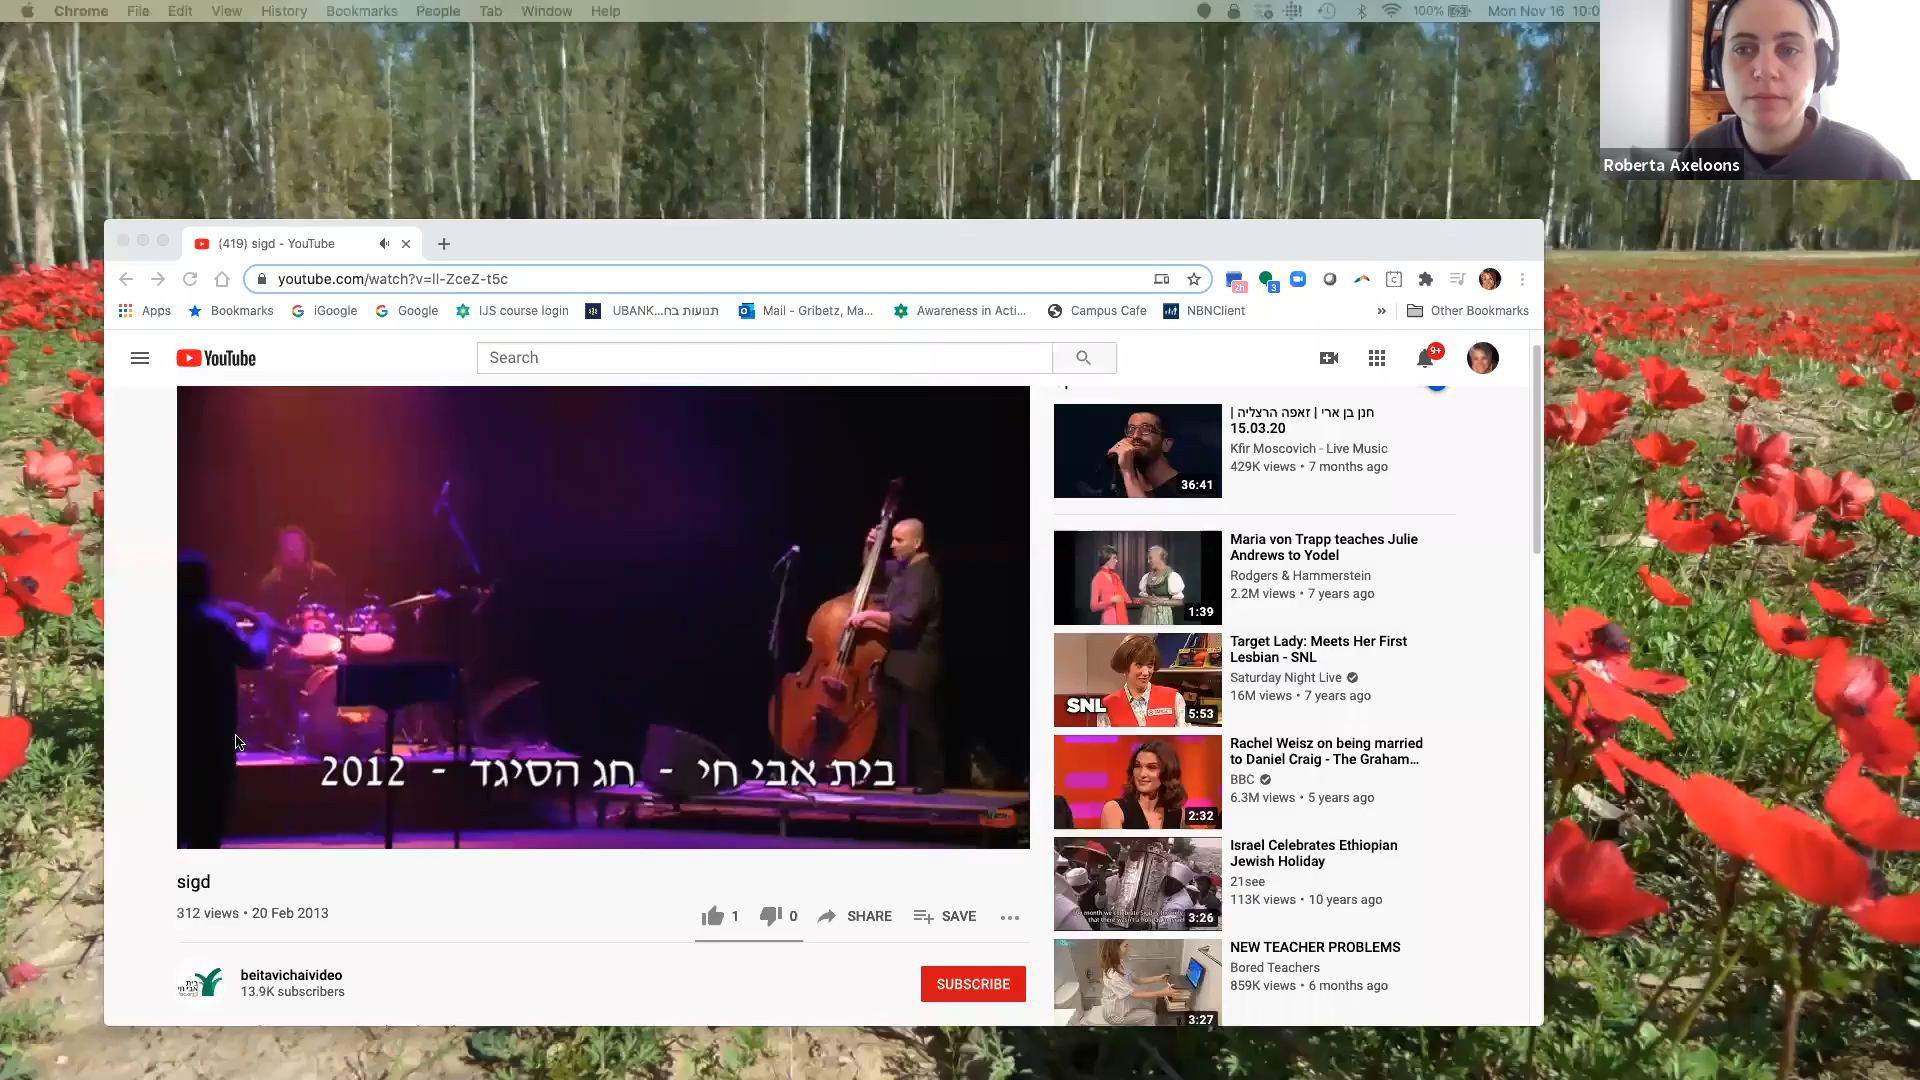 Chrome File Edit View History Bookmarks People Tab Window Help
100%
Mon Nov 16 10:0
Roberta Axeloons
(419) sigd - YouTube
youtube.com/watch?v=Il-ZceZ-t5c
2h
3
Apps
Bookmarks
iGoogle
Google
IJS course login
UBANK...תנועות בח
Mail - Gribetz, Ma...
Awareness in Acti...
Campus Cafe
NBNClient
»
Other Bookmarks
YouTube
Search
9+
בית אבי חי - חג הסיגד - 2012
sigd
312 views • 20 Feb 2013
1
0
SHARE
SAVE
beitavichaivideo
13.9K subscribers
SUBSCRIBE
חנן בן ארי | זאפה הרצליה |
15.03.20
Kfir Moscovich - Live Music
429K views • 7 months ago
36:41
Maria von Trapp teaches Julie
Andrews to Yodel
Rodgers & Hammerstein
2.2M views • 7 years ago
1:39
Target Lady: Meets Her First
Lesbian - SNL
Saturday Night Live
16M views • 7 years ago
SNL
5:53
Rachel Weisz on being married
to Daniel Craig - The Graham...
BBC
6.3M views • 5 years ago
2:32
Israel Celebrates Ethiopian
Jewish Holiday
21see
113K views • 10 years ago
3:26
NEW TEACHER PROBLEMS
Bored Teachers
859K views • 6 months ago
3:27